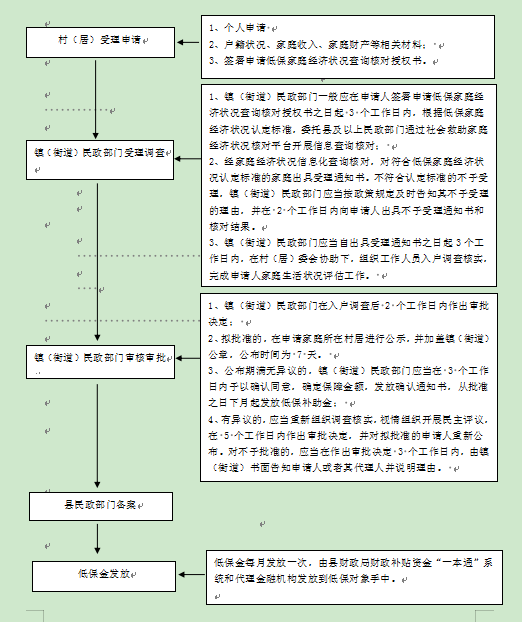 村（居）受理申请
1、个人申请
2、户籍状况、家庭收入、家庭财产等相关材料；
3、签署申请低保家庭经济状况查询核对授权书。
镇（街道）民政部门受理调查
1、镇（街道）民政部门一般应在申请人签署申请低保家庭经
济状况查询核对授权书之日起 3 个工作日内，根据低保家庭
经济状况认定标准，委托县及以上民政部门通过社会救助家庭
经济状况核对平台开展信息查询核对；
2、经家庭经济状况信息化查询核对，对符合低保家庭经济状
况认定标准的家庭出具受理通知书。不符合认定标准的不予受
理，镇（街道）民政部门应当按政策规定及时告知其不予受理
的理由，并在 2 个工作日内向申请人出具不予受理通知书和
核对结果。
3、镇（街道）民政部门应当自出具受理通知书之日起 3 个工
作日内，在村（居）委会协助下，组织工作人员入户调查核实，
完成申请人家庭生活状况评估工作。
镇（街道）民政部门审核审批
1、镇（街道）民政部门在入户调查后 2 个工作日内作出审批
决定；
2、拟批准的，在申请家庭所在村居进行公示，并加盖镇（街道）
公章，公布时间为 7 天。
3、公布期满无异议的，镇（街道）民政部门应当在 3 个工作
日内予以确认同意，确定保障金额，发放确认通知书，从批准
之日下月起发放低保补助金；
4、有异议的，应当重新组织调查核实，视情组织开展民主评议，
在 5 个工作日内作出审批决定，并对拟批准的申请人重新公
布。对不予批准的，应当在作出审批决定 3 个工作日内，由镇
（街道）书面告知申请人或者其代理人并说明理由。
县民政部门备案
低保金发放
低保金每月发放一次，由县财政局财政补贴资金“一本通”系
统和代理金融机构发放到低保对象手中。